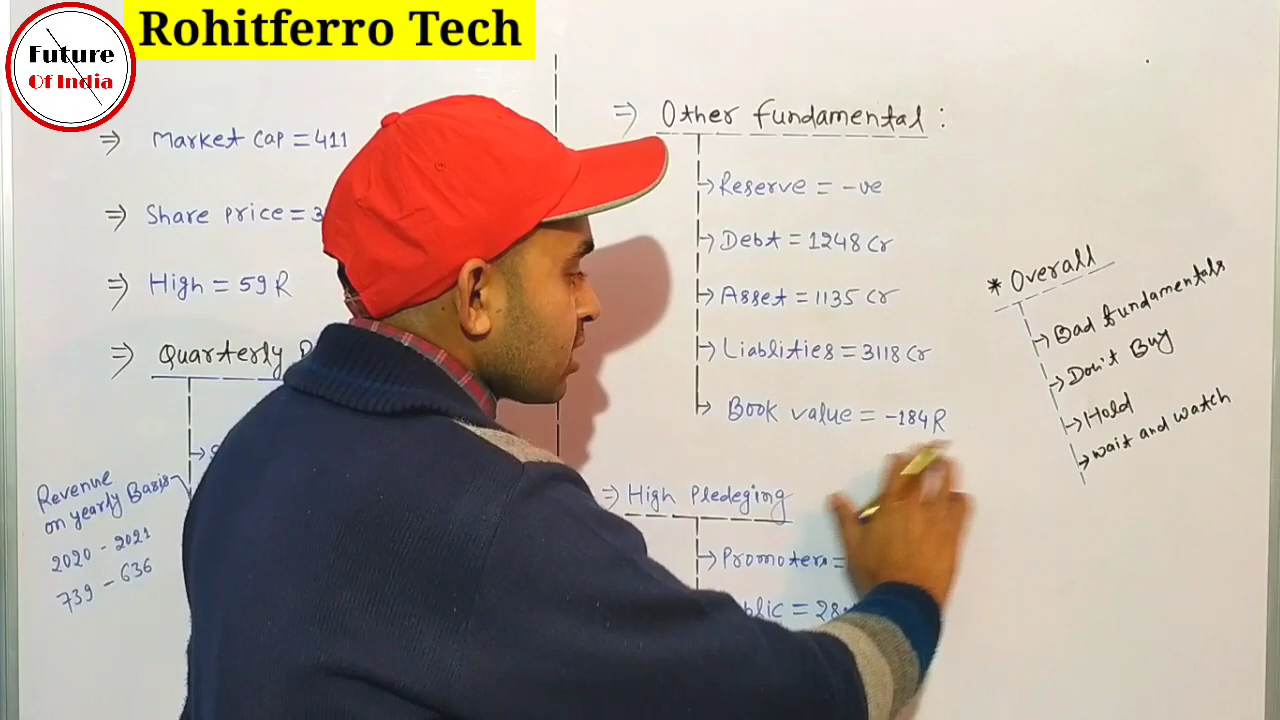 Rohitferro Tech
Future
Of India
⇒ Market Cap = 411
⇒ Share price = 3
⇒ High = 59 R
⇒ Quarterly
Revenue
on yearly Basis
2020 - 2021
739 - 636
⇒ Other fundamental :
→ Reserve = -ve
→ Debt = 1248 Cr
→ Asset = 1135 Cr
→ Liablities = 3118 Cr
→ Book value = -184 R
⇒ High Pledeging
→ Promoters =
= 28
* Overall
→ Bad fundamentals
→ Don't Buy
→ Hold
→ wait and watch